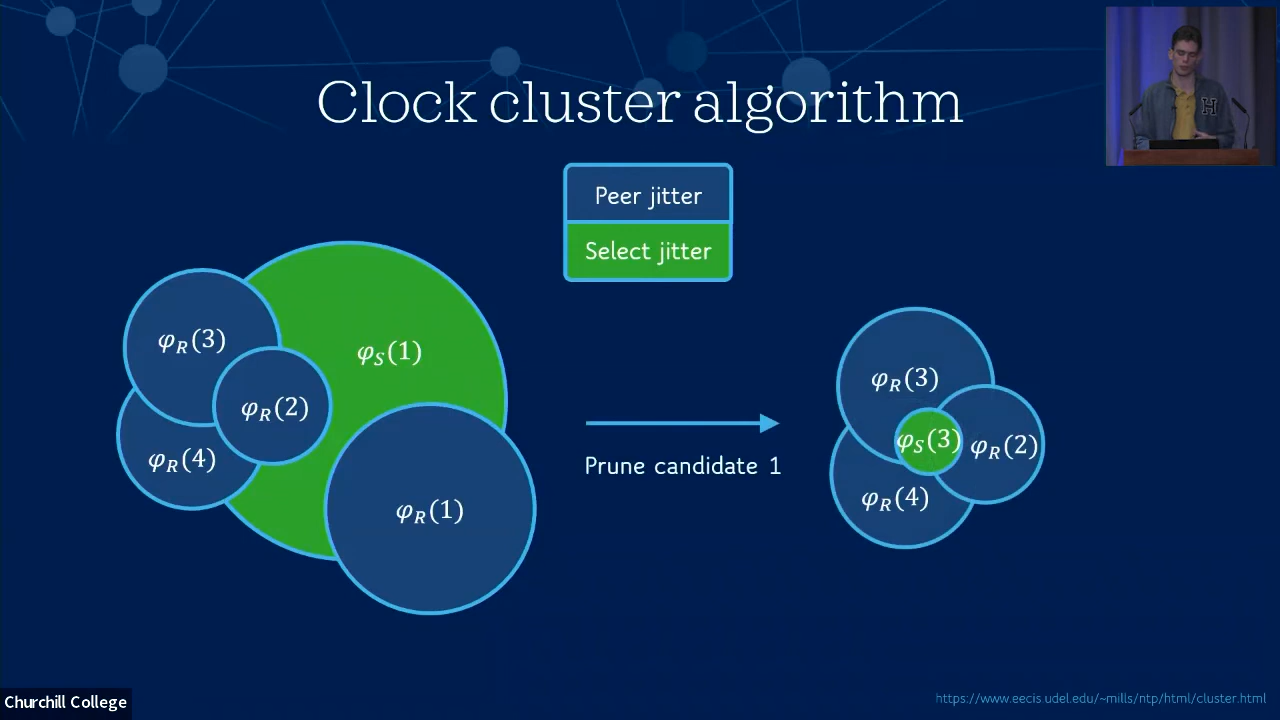 Clock cluster algorithm
H
Peer jitter
Select jitter
φ_R(3)
φ_S(1)
φ_R(2)
φ_R(4)
φ_R(1)
Prune candidate 1
φ_R(3)
φ_S(3)
φ_R(2)
φ_R(4)
Churchill College
https://www.eecis.udel.edu/~mills/ntp/html/cluster.html